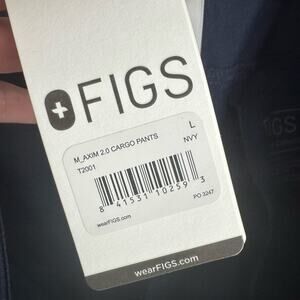 FIGS
M_AXIM 2.0 CARGO PANTS L
T2001 NVY
8 41531 10259 3
wearFIGS.com PO 3247
wearFIGS.com